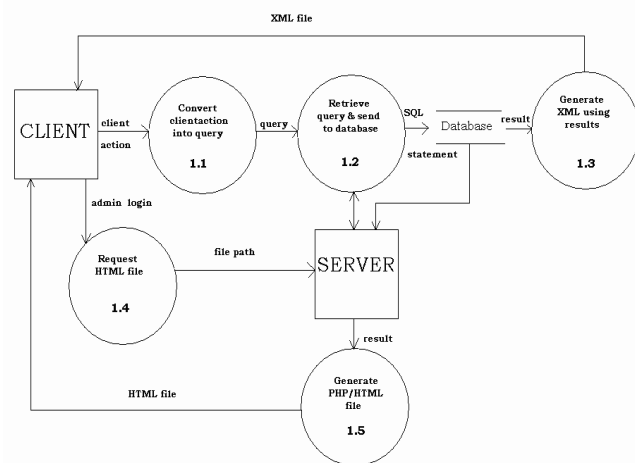 XML file
CLIENT
client
action
Convert
clientaction
into query
1.1
query
Retrieve
query & send
to database
1.2
SQL
statement
Database
result
Generate
XML using
results
1.3
admin login
Request
HTML file
1.4
file path
SERVER
result
Generate
PHP/HTML
file
1.5
HTML file